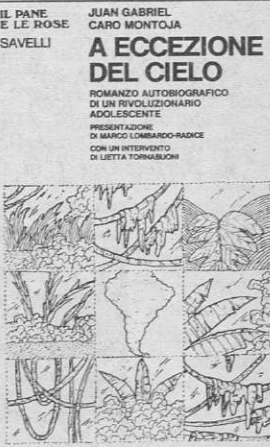 IL PANE
E LE ROSE
SAVELLI
JUAN GABRIEL
CARO MONTOJA
A ECCEZIONE
DEL CIELO
ROMANZO AUTOBIOGRAFICO
DI UN RIVOLUZIONARIO
ADOLESCENTE
PRESENTAZIONE
DI MARCO LOMBARDO-RADICE
CON UN INTERVENTO
DI LIETTA TORNABUONI